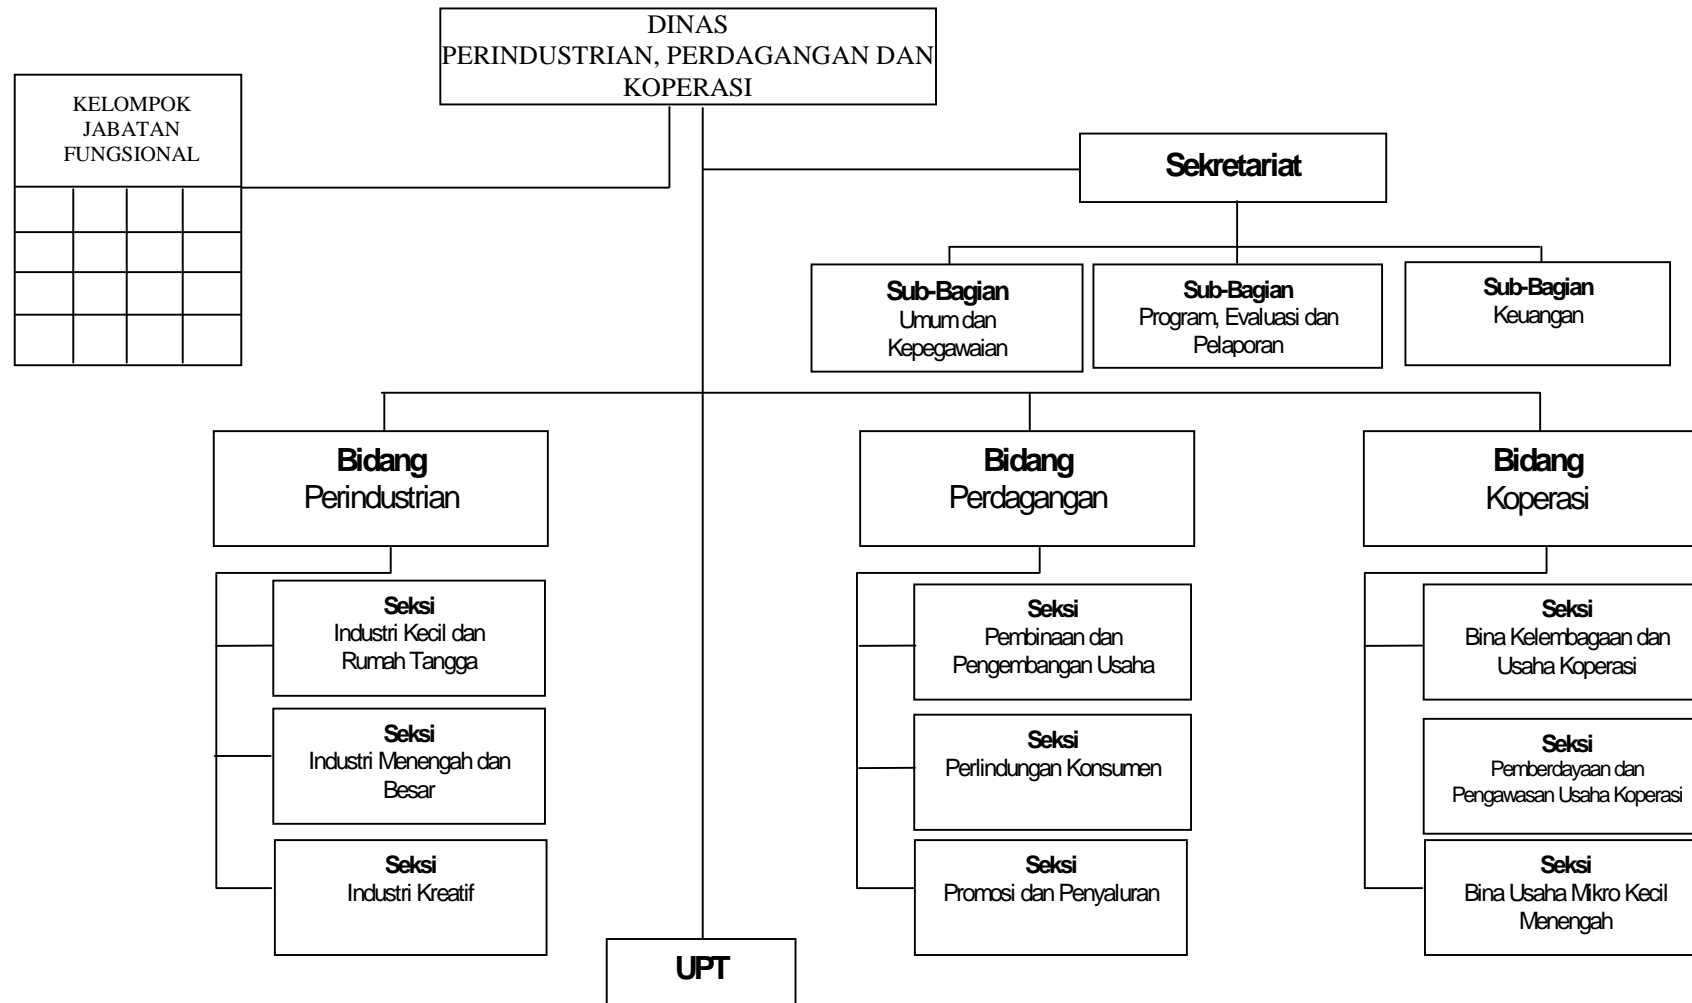 DINAS
PERINDUSTRIAN, PERDAGANGAN DAN
KOPERASI
KELOMPOK
JABATAN
FUNGSIONAL
Sekretariat
Sub-Bagian
Umum dan
Kepegawaian
Sub-Bagian
Program, Evaluasi dan
Pelaporan
Sub-Bagian
Keuangan
Bidang
Perindustrian
Bidang
Perdagangan
Bidang
Koperasi
Seksi
Industri Kecil dan
Rumah Tangga
Seksi
Industri Menengah dan
Besar
Seksi
Industri Kreatif
Seksi
Pembinaan dan
Pengembangan Usaha
Seksi
Perlindungan Konsumen
Seksi
Promosi dan Penyaluran
Seksi
Bina Kelembagaan dan
Usaha Koperasi
Seksi
Pemberdayaan dan
Pengawasan Usaha Koperasi
Seksi
Bina Usaha Mikro Kecil
Menengah
UPT